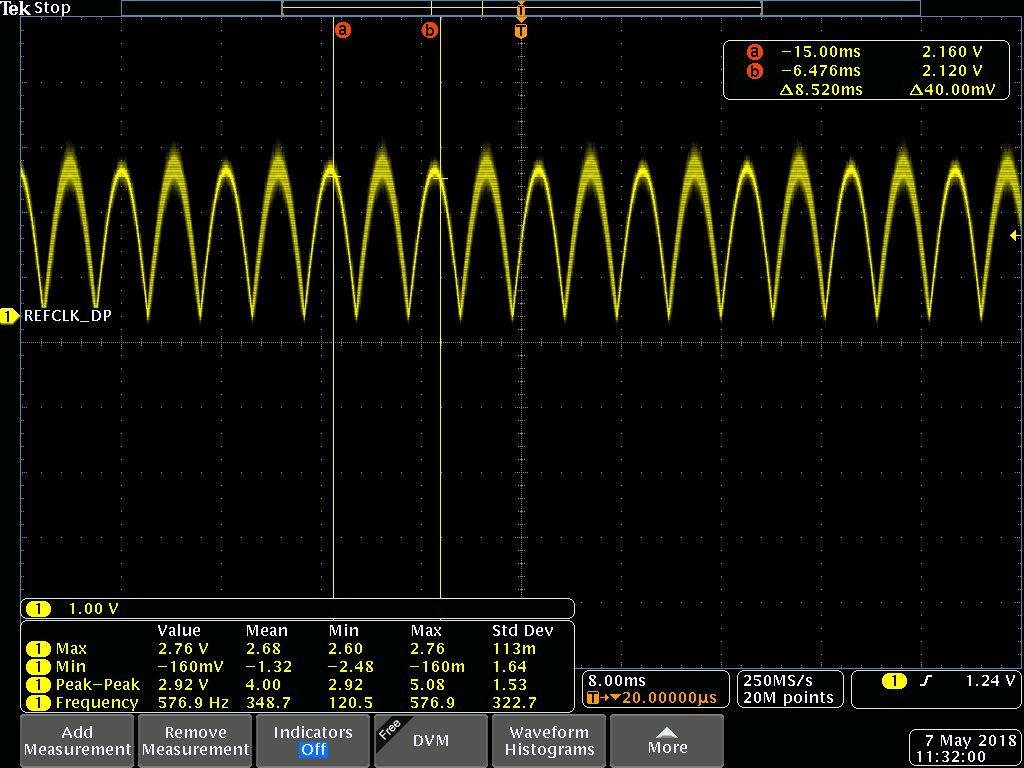 Tek Stop
T
a b T
a −15.00ms 2.160 V
b −6.476ms 2.120 V
Δ8.520ms Δ40.00mV
1 REFCLK_DP
1 1.00 V
Value Mean Min Max Std Dev
1 Max 2.76 V 2.68 2.60 2.76 113m
1 Min −160mV −1.32 −2.48 −160m 1.64
1 Peak−Peak 2.92 V 4.00 2.92 5.08 1.53
1 Frequency 576.9 Hz 348.7 120.5 576.9 322.7
8.00ms
T→▼20.00000µs
250MS/s
20M points
1 1.24 V
Add Measurement
Remove Measurement
Indicators
Off
Free
DVM
Waveform Histograms
More
7 May 2018
11:32:00